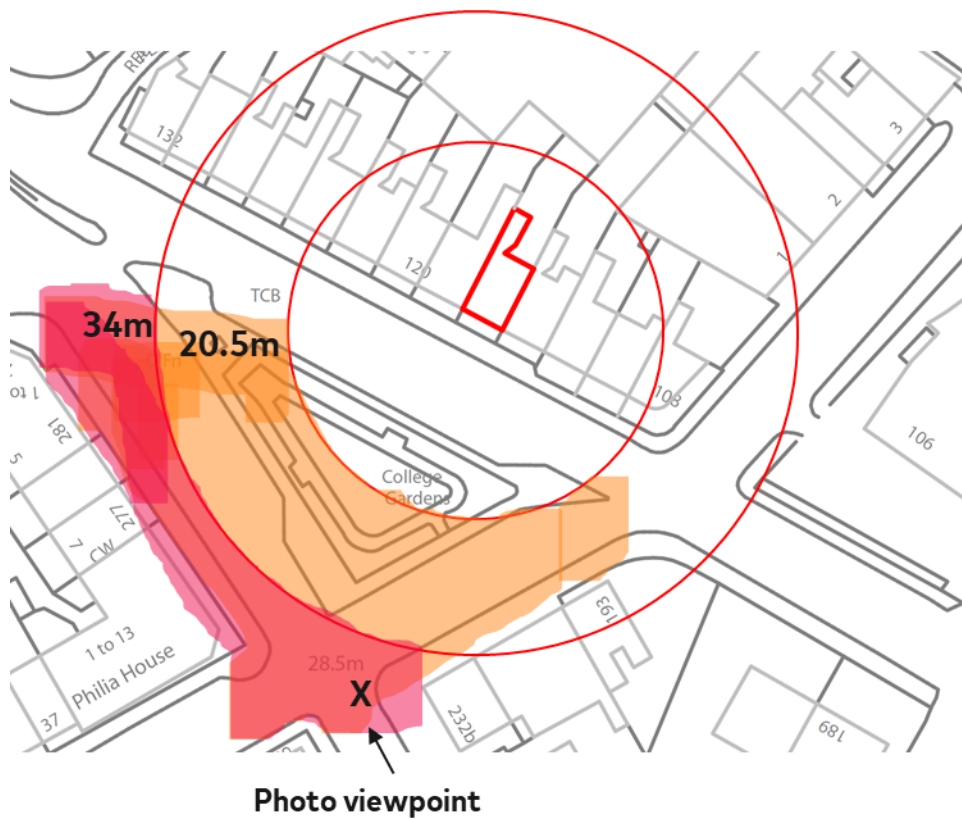 132
3
2
1
120
TCB
34m
20.5m
Fn
1 to
281
108
106
5
College
Gardens
277
7
CW
193
1 to 13
Philia House
28.5m
X
37
232b
189
Photo viewpoint